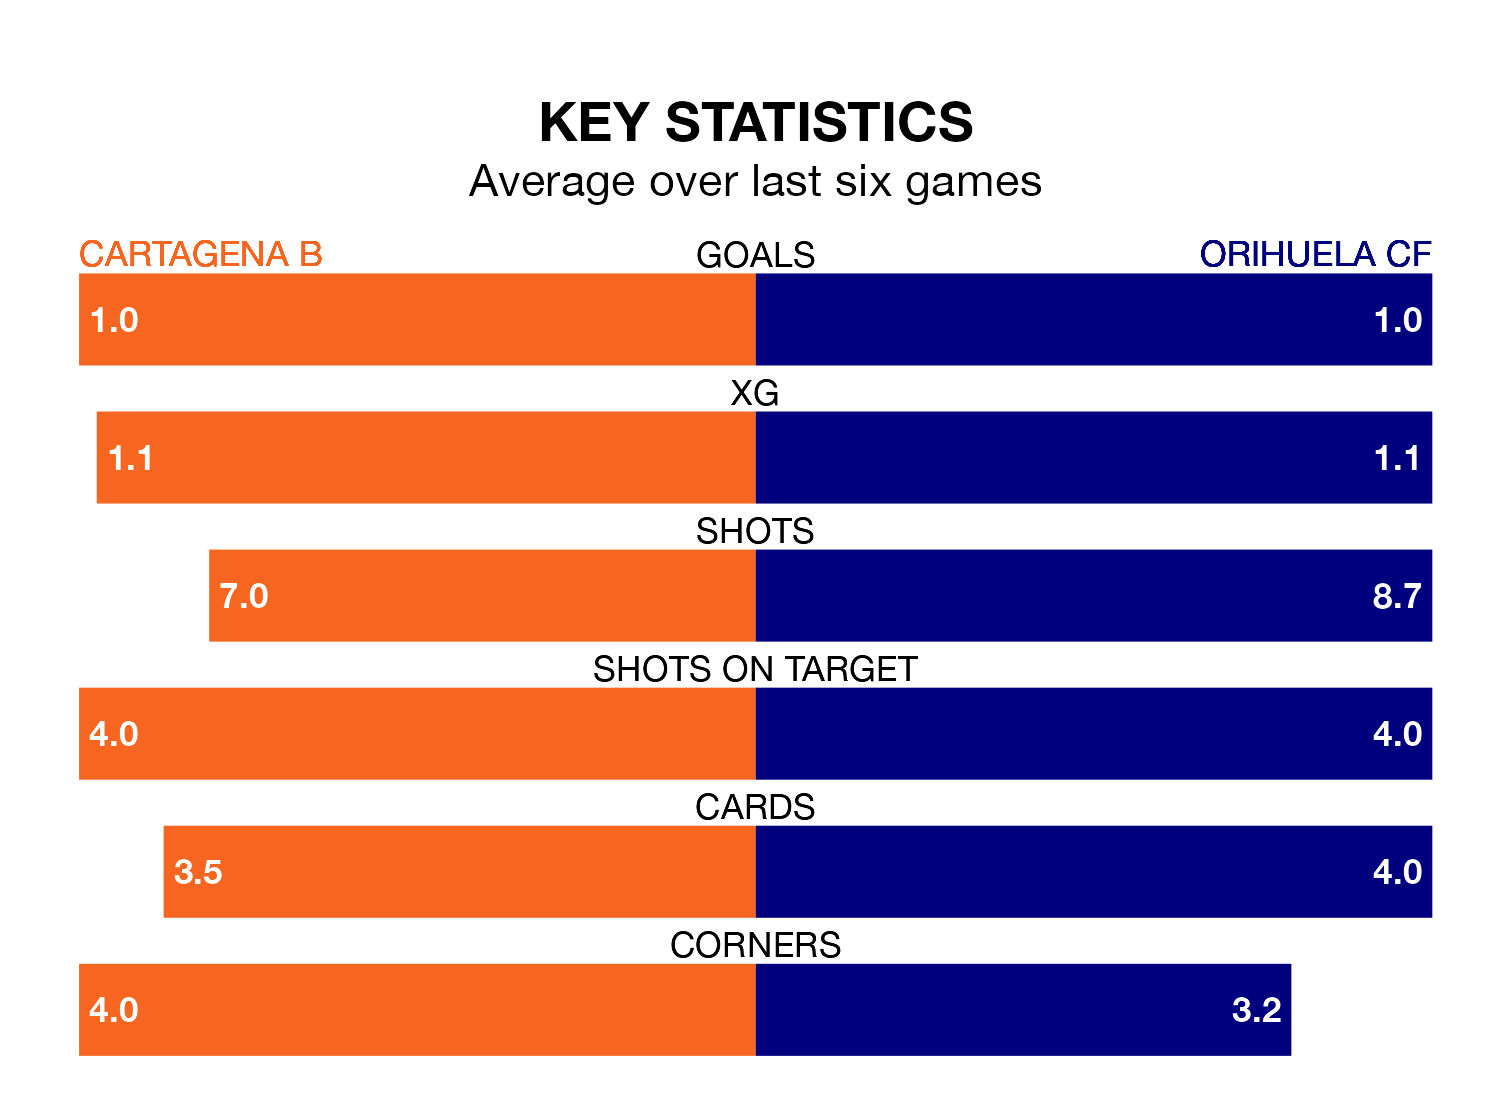 KEY STATISTICS
Average over last six games
CARTAGENA B GOALS ORIHUELA CF
1.0 1.0
XG
1.1 1.1
SHOTS
7.0 8.7
SHOTS ON TARGET
4.0 4.0
CARDS
3.5 4.0
CORNERS
4.0 3.2